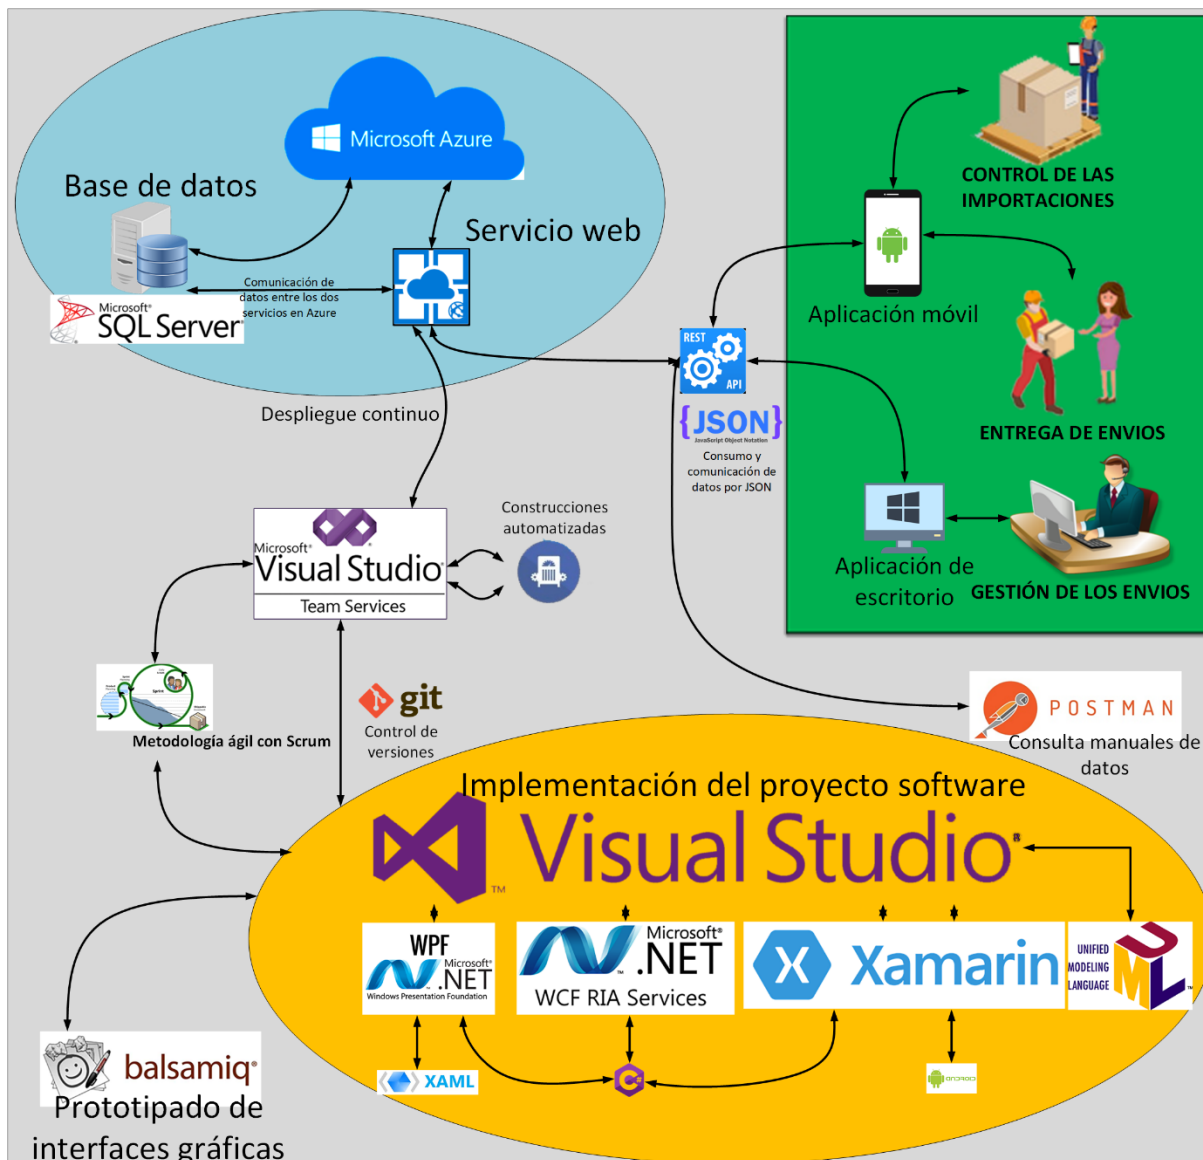 Microsoft Azure
Base de datos
Servicio web
Comunicación de
datos entre los dos
servicios en Azure
Microsoft®
SQL Server®
Despliegue continuo
CONTROL DE LAS
IMPORTACIONES
Aplicación móvil
ENTREGA DE ENVIOS
REST
API
{JSON}
JavaScript Object Notation
Consumo y
comunicación de
datos por JSON
Aplicación de
escritorio
GESTIÓN DE LOS ENVIOS
Microsoft®
Visual Studio®
Team Services
Construcciones
automatizadas
Metodología ágil con Scrum
git
Control de
versiones
POSTMAN
Consulta manuales de
datos
Implementación del proyecto software
Visual Studio®
™
WPF
Microsoft®
.NET
Windows Presentation Foundation
Microsoft®
.NET
WCF RIA Services
Xamarin
UNIFIED
MODELING
LANGUAGE
UML™
XAML
C#
ANDROID
balsamiq®
Prototipado de
interfaces gráficas